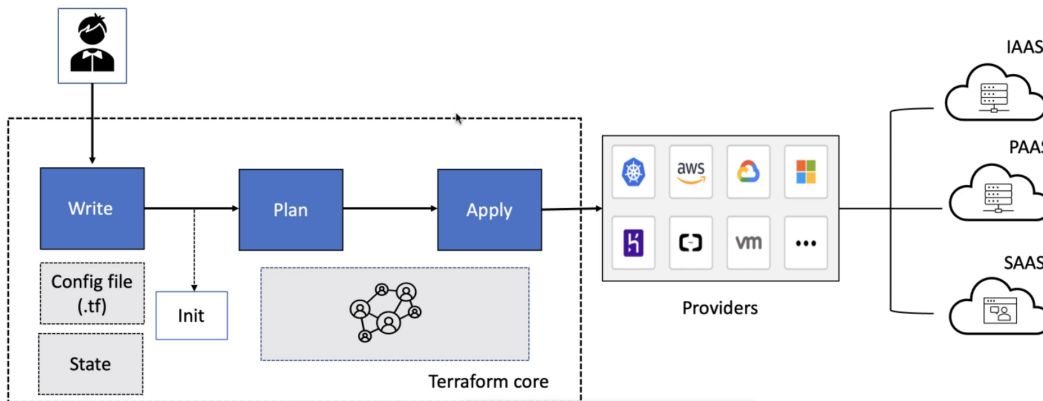 IAAS
PAAS
aws
Write
Plan
Apply
vm
SAAS
Config file
(.tf)
Init
Providers
State
Terraform core